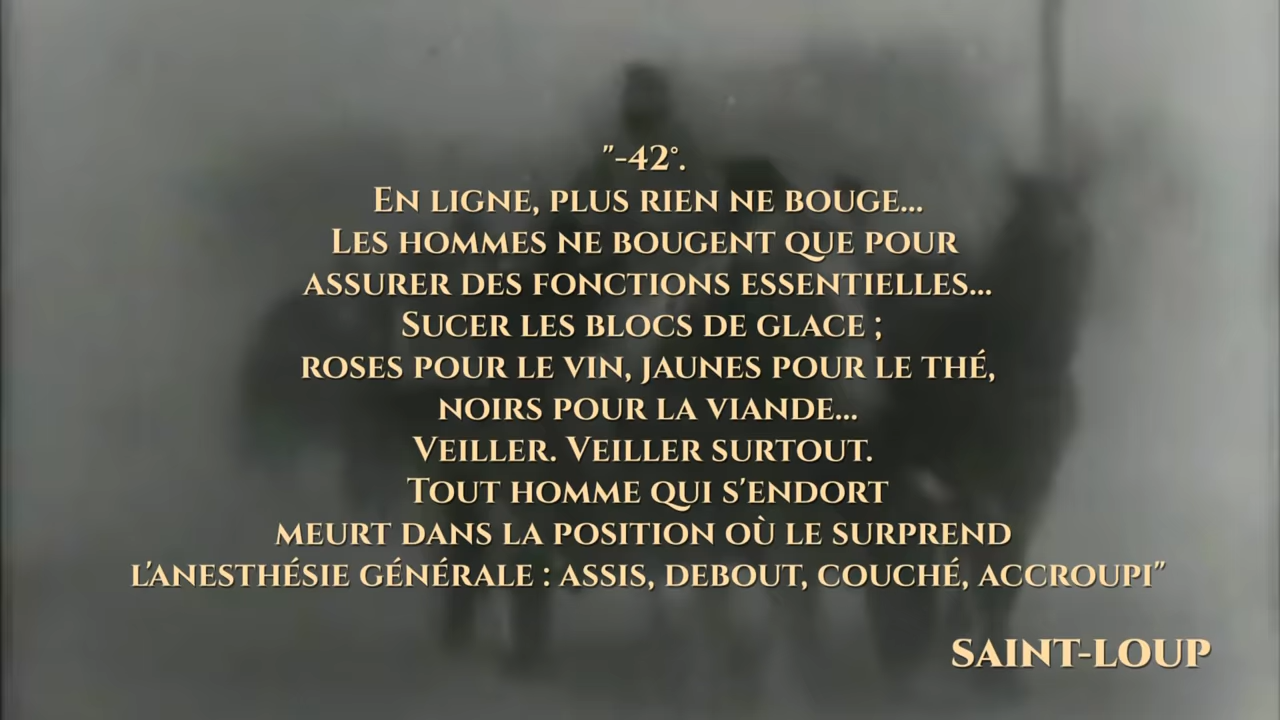 "-42°.
En ligne, plus rien ne bouge...
Les hommes ne bougent que pour
assurer des fonctions essentielles...
Sucer les blocs de glace ;
roses pour le vin, jaunes pour le thé,
noirs pour la viande...
Veiller. Veiller surtout.
Tout homme qui s'endort
meurt dans la position où le surprend
l'anesthésie générale : assis, debout, couché, accroupi"
SAINT-LOUP